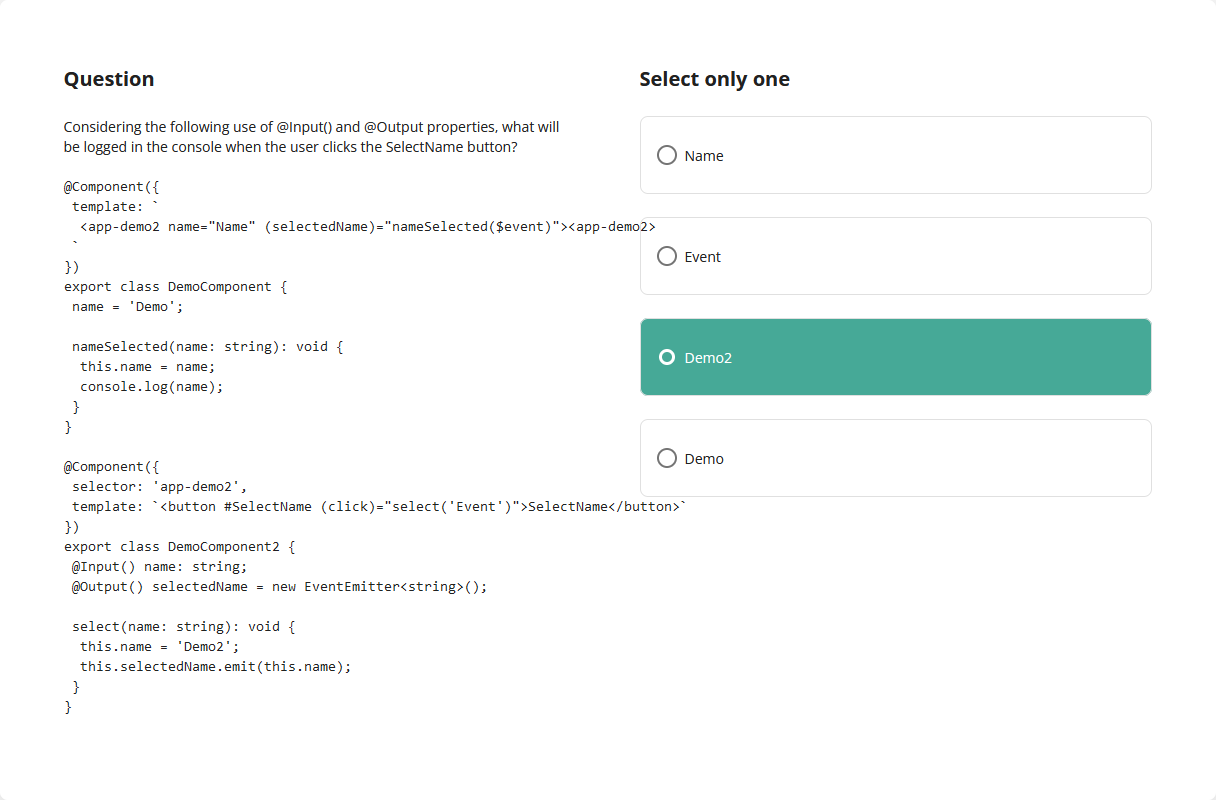 Question
Considering the following use of @Input() and @Output properties, what will
be logged in the console when the user clicks the SelectName button?
@Component({
 template: `
  <app-demo2 name="Name" (selectedName)="nameSelected($event)"><app-demo2>
 `
})
export class DemoComponent {
 name = 'Demo';

 nameSelected(name: string): void {
  this.name = name;
  console.log(name);
 }
}

@Component({
 selector: 'app-demo2',
 template: `<button #SelectName (click)="select('Event')">SelectName</button>`
})
export class DemoComponent2 {
 @Input() name: string;
 @Output() selectedName = new EventEmitter<string>();

 select(name: string): void {
  this.name = 'Demo2';
  this.selectedName.emit(this.name);
 }
}
Select only one
Name
Event
Demo2
Demo